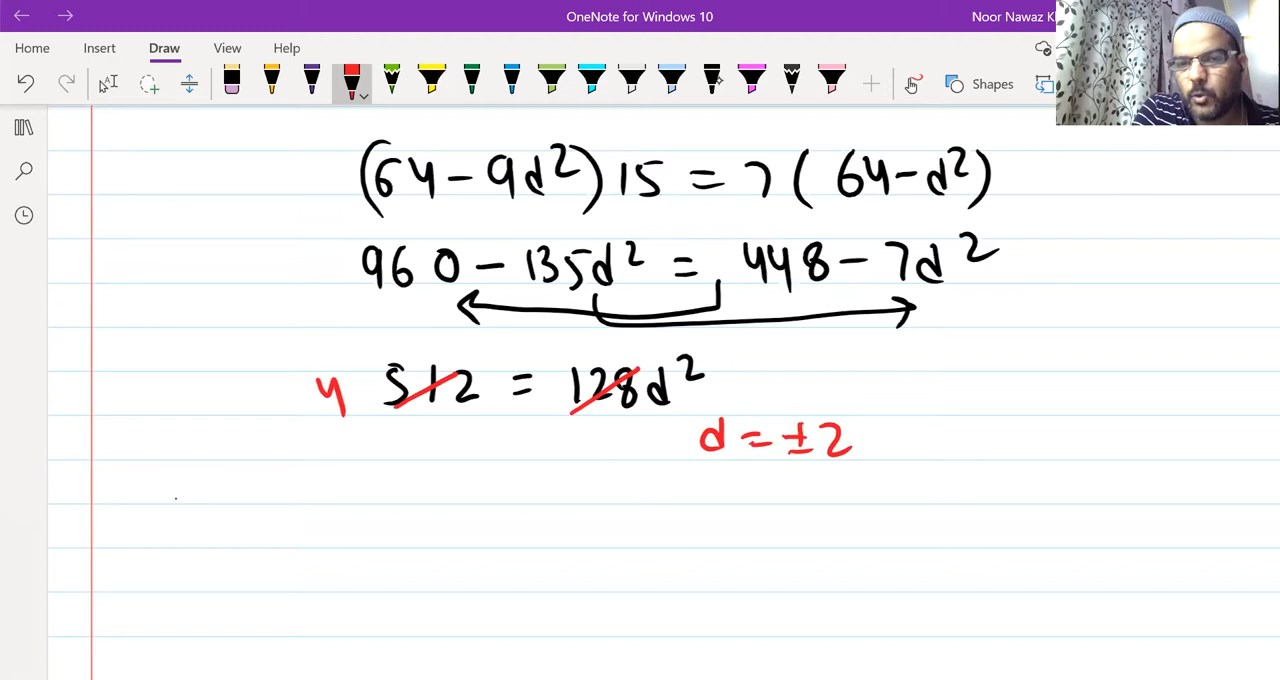 OneNote for Windows 10
Noor Nawaz K
Home Insert Draw View Help
Shapes
(64 - 9d²) 15 = 7 ( 64 - d²)
960 - 135d² = 448 - 7d²
4 512 = 128d²
d = ±2